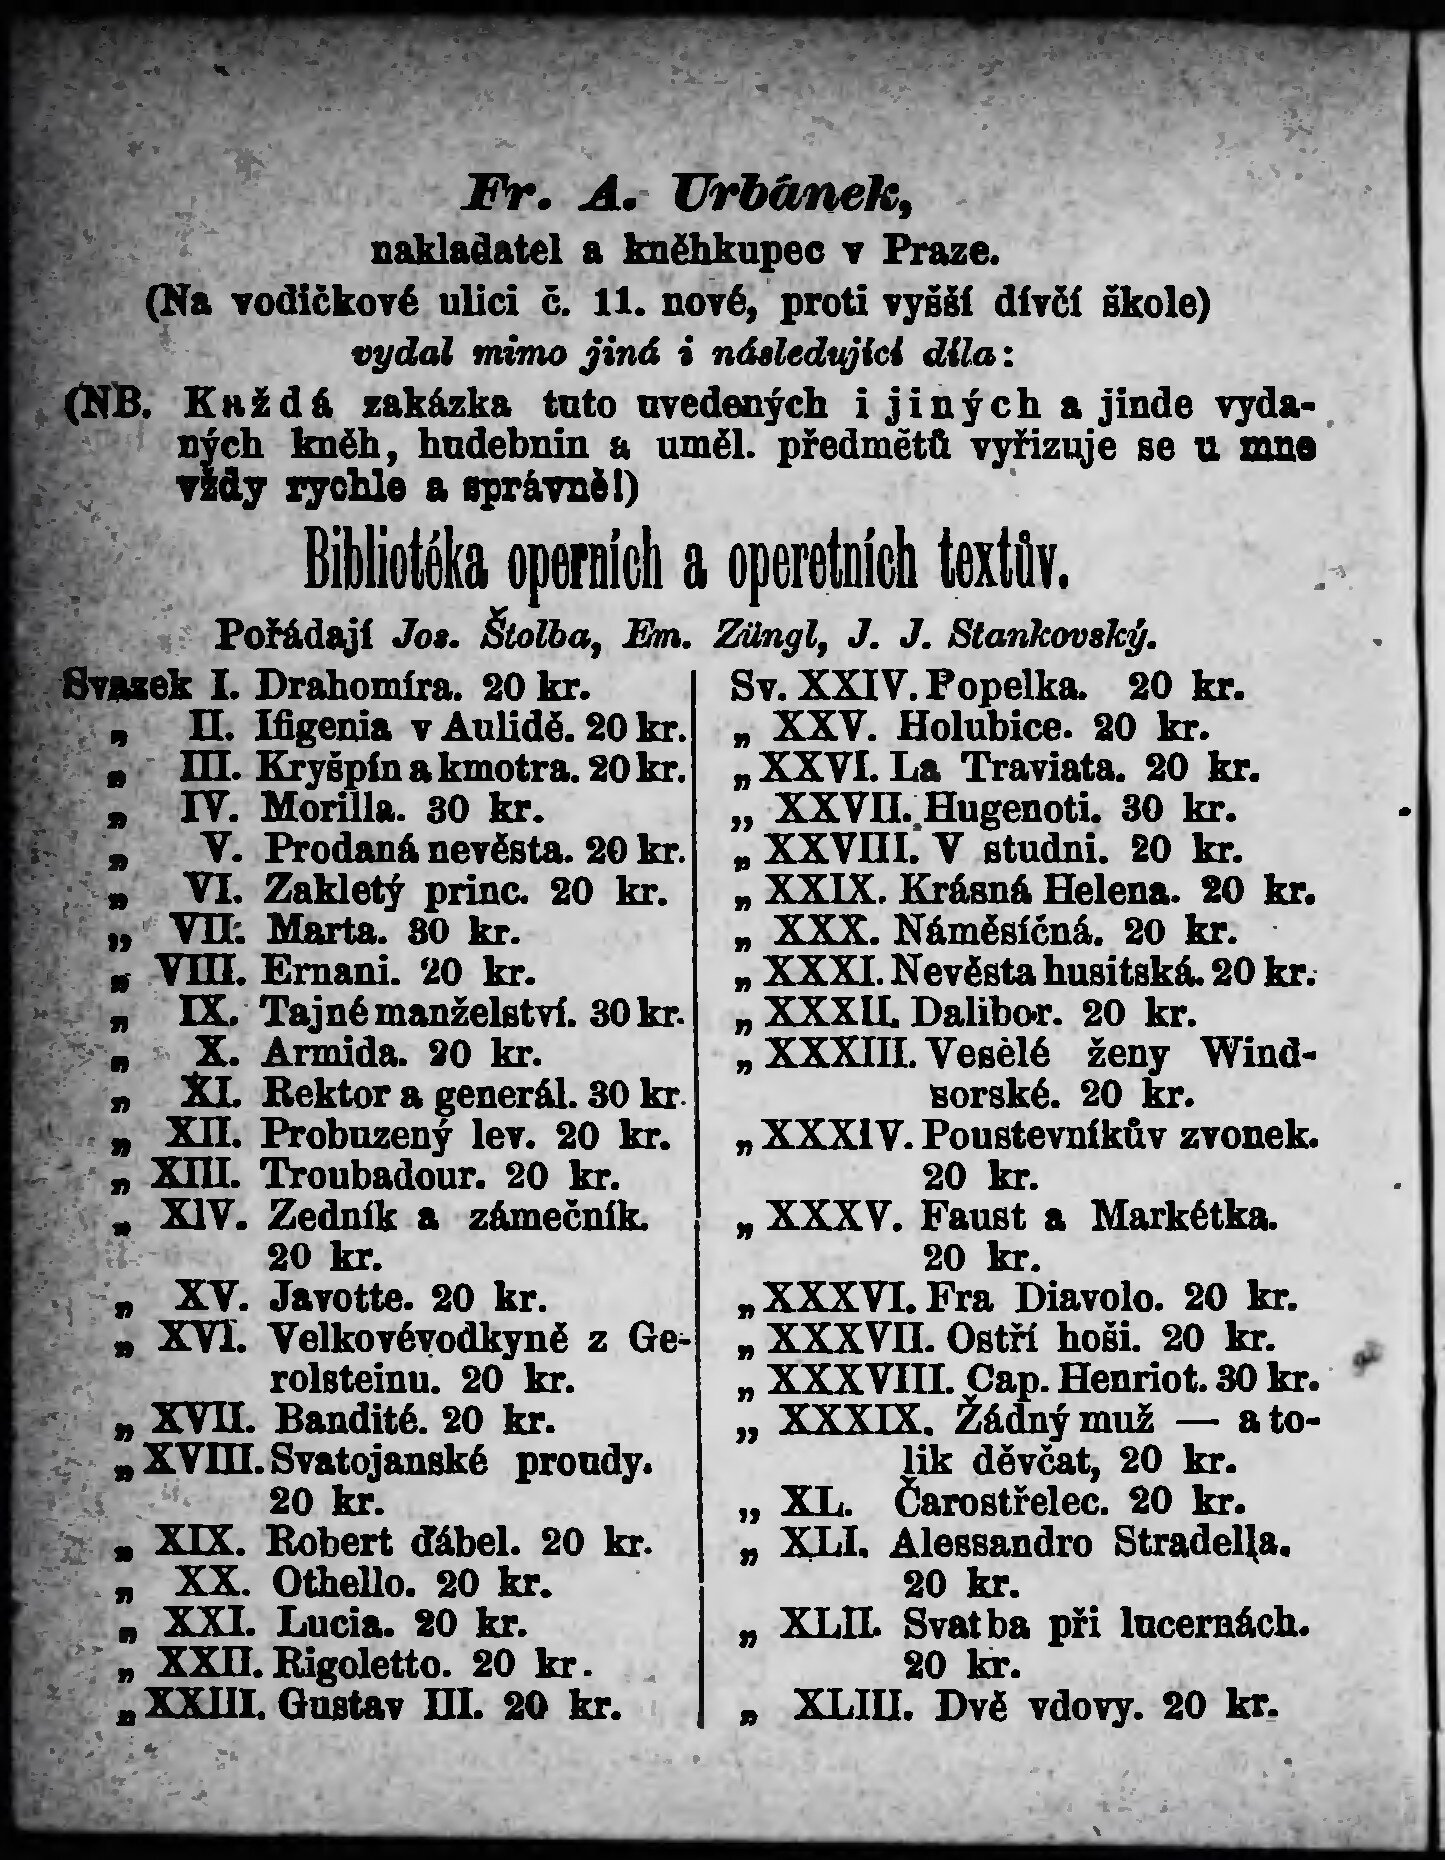 Fr. A. Urbánek,
nakladatel a kněhkupec v Praze.
(Na vodičkové ulici č. 11. nové, proti vyšší dívčí škole)
vydal mimo jiná i následující díla:
(NB. Každá zakázka tuto uvedených i jiných a jinde vyda-
ných kněh, hudebnin a uměl. předmětů vyřizuje se u mne
vždy rychle a správně!)
Bibliotéka operních a operetních textův.
Pořádají Jos. Štolba, Em. Züngl, J. J. Stankovský.
Svazek I. Drahomíra. 20 kr.
„ II. Ifigenia v Aulidě. 20 kr.
„ III. Kryšpín a kmotra. 20 kr.
„ IV. Morilla. 30 kr.
„ V. Prodaná nevěsta. 20 kr.
„ VI. Zakletý princ. 20 kr.
„ VII. Marta. 30 kr.
„ VIII. Ernani. 20 kr.
„ IX. Tajné manželství. 30 kr.
„ X. Armida. 20 kr.
„ XI. Rektor a generál. 30 kr.
„ XII. Probuzený lev. 20 kr.
„ XIII. Troubadour. 20 kr.
„ XIV. Zedník a zámečník.
20 kr.
„ XV. Javotte. 20 kr.
„ XVI. Velkovévodkyně z Ge-
rolsteinu. 20 kr.
„ XVII. Bandité. 20 kr.
„ XVIII. Svatojanské proudy.
20 kr.
„ XIX. Robert ďábel. 20 kr.
„ XX. Othello. 20 kr.
„ XXI. Lucia. 20 kr.
„ XXII. Rigoletto. 20 kr.
„ XXIII. Gustav III. 20 kr.
Sv. XXIV. Popelka. 20 kr.
„ XXV. Holubice. 20 kr.
„ XXVI. La Traviata. 20 kr.
„ XXVII. Hugenoti. 30 kr.
„ XXVIII. V studni. 20 kr.
„ XXIX. Krásná Helena. 20 kr.
„ XXX. Náměsíčná. 20 kr.
„ XXXI. Nevěsta husitská. 20 kr.
„ XXXII. Dalibor. 20 kr.
„ XXXIII. Veselé ženy Wind-
sorské. 20 kr.
„ XXXIV. Poustevníkův zvonek.
20 kr.
„ XXXV. Faust a Markétka.
20 kr.
„ XXXVI. Fra Diavolo. 20 kr.
„ XXXVII. Ostří hoši. 20 kr.
„ XXXVIII. Cap. Henriot. 30 kr.
„ XXXIX. Žádný muž — a to-
lik děvčat, 20 kr.
„ XL. Čarostřelec. 20 kr.
„ XLI. Alessandro Stradella.
20 kr.
„ XLII. Svatba při lucernách.
20 kr.
„ XLIII. Dvě vdovy. 20 kr.